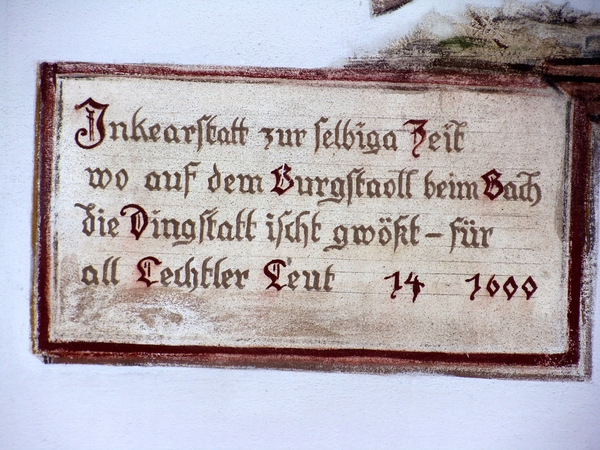 Inkearstatt zur selbiga Zeit
wo auf dem Burgstaoll beim Bach
die Dingstatt ischt gwößt – für
all Lechtler Leut 14 1600